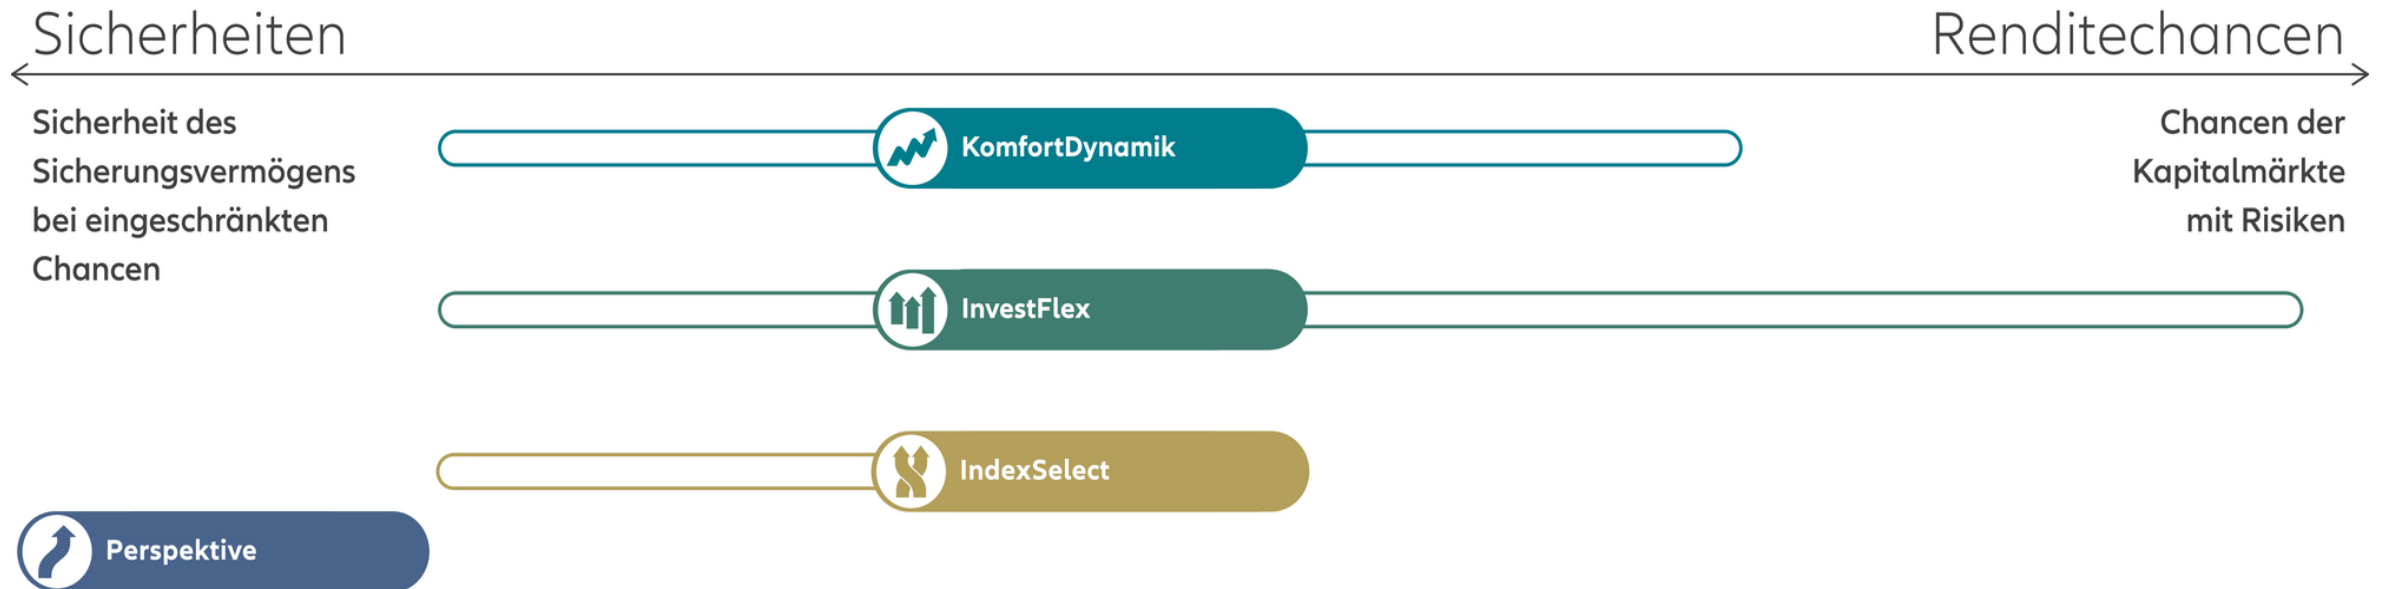 Sicherheiten
Renditechancen
Sicherheit des
Sicherungsvermögens
bei eingeschränkten
Chancen
KomfortDynamik
Chancen der
Kapitalmärkte
mit Risiken
InvestFlex
IndexSelect
Perspektive